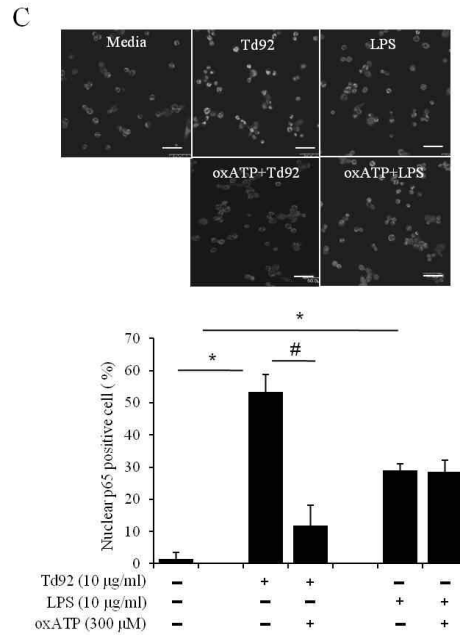 C
Media Td92 LPS
oxATP+Td92 oxATP+LPS
* * #
Nuclear p65 positive cell ( %)
70
60
50
40
30
20
10
0
Td92 (10 µg/ml) – + + – –
LPS (10 µg/ml) – – – + +
oxATP (300 µM) – – + – +